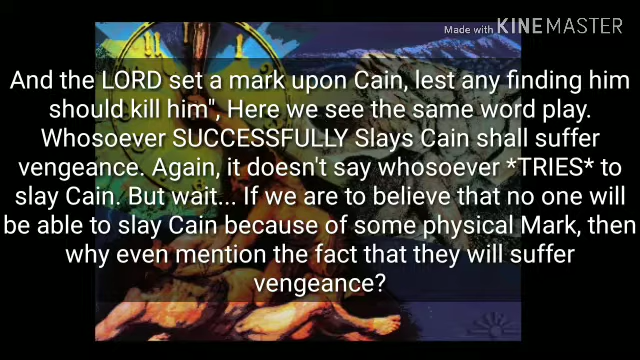 Made with KINEMASTER
And the LORD set a mark upon Cain, lest any finding him
should kill him", Here we see the same word play.
Whosoever SUCCESSFULLY Slays Cain shall suffer
vengeance. Again, it doesn't say whosoever *TRIES* to
slay Cain. But wait... If we are to believe that no one will
be able to slay Cain because of some physical Mark, then
why even mention the fact that they will suffer
vengeance?